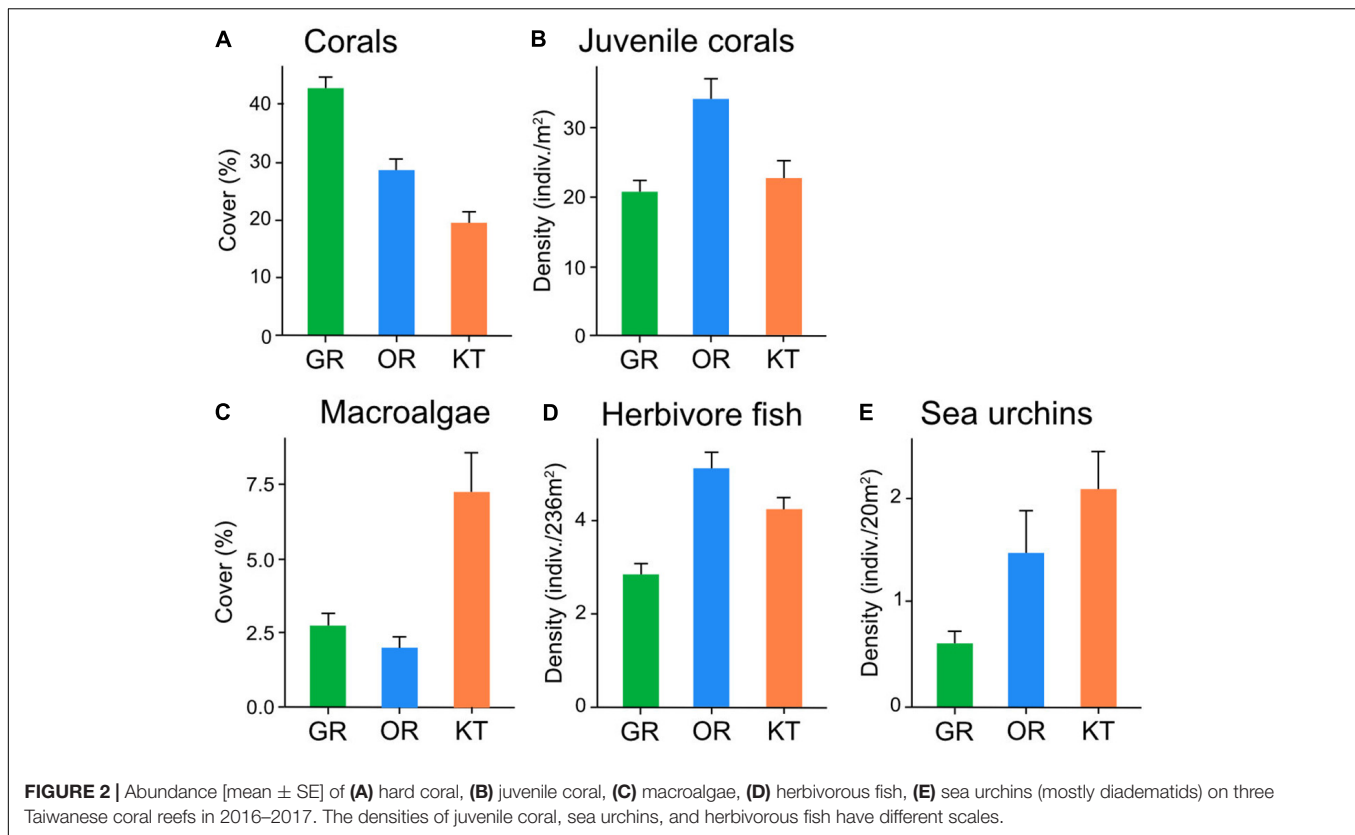 A Corals
B Juvenile corals
Cover (%)
40
30
20
10
0
GR OR KT
Density (indiv./m²)
30
20
10
0
GR OR KT
C Macroalgae
D Herbivore fish
E Sea urchins
Cover (%)
7.5
5.0
2.5
0.0
GR OR KT
Density (indiv./236m²)
4
2
0
GR OR KT
Density (indiv./20m²)
2
1
0
GR OR KT
FIGURE 2 | Abundance [mean ± SE] of (A) hard coral, (B) juvenile coral, (C) macroalgae, (D) herbivorous fish, (E) sea urchins (mostly diadematids) on three
Taiwanese coral reefs in 2016–2017. The densities of juvenile coral, sea urchins, and herbivorous fish have different scales.